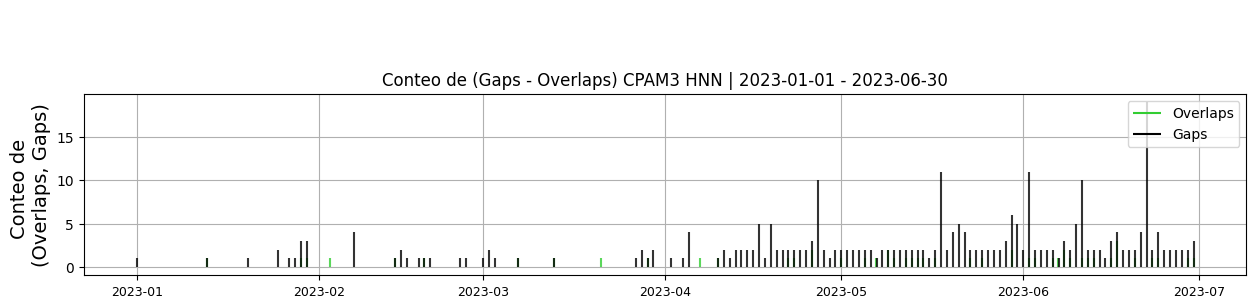 Conteo de (Gaps - Overlaps) CPAM3 HNN | 2023-01-01 - 2023-06-30
Conteo de
(Overlaps, Gaps)
15
10
5
0
Overlaps
Gaps
2023-01
2023-02
2023-03
2023-04
2023-05
2023-06
2023-07